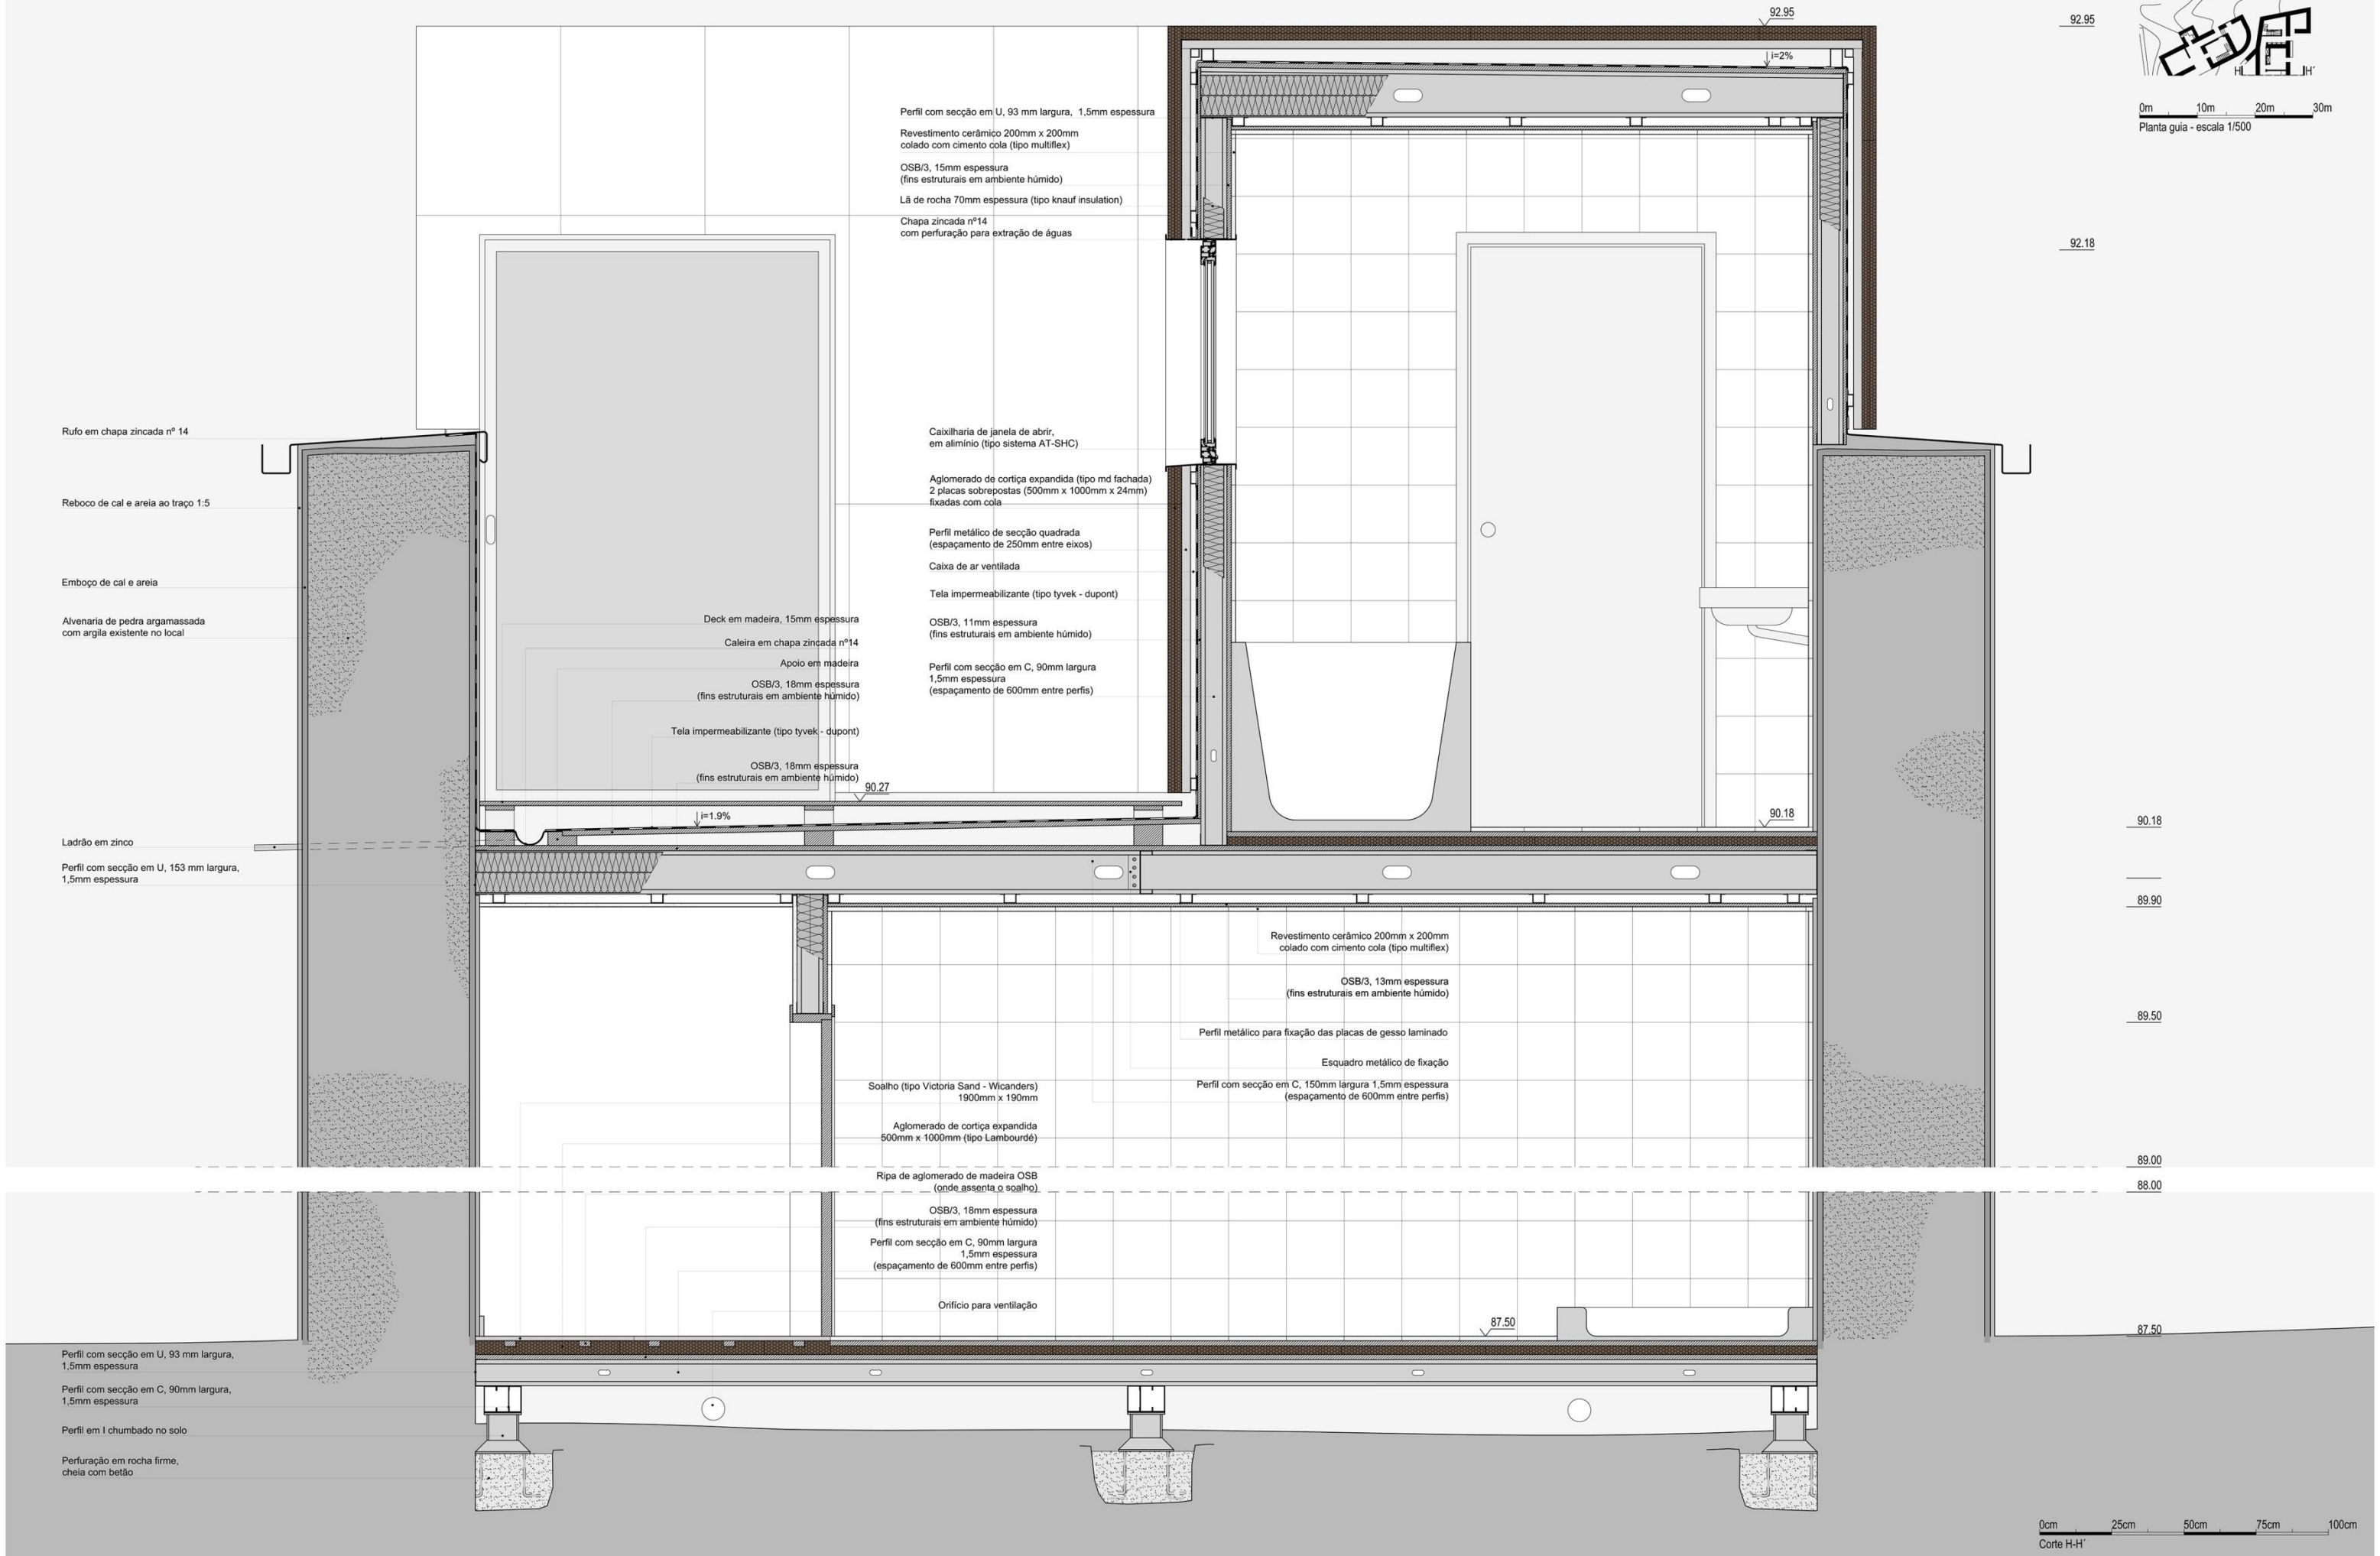 92.95
92.95
i=2%
H
H´
0m 10m 20m 30m
Planta guia - escala 1/500
Perfil com secção em U, 93 mm largura, 1,5mm espessura
Revestimento cerâmico 200mm x 200mm
colado com cimento cola (tipo multiflex)
OSB/3, 15mm espessura
(fins estruturais em ambiente húmido)
Lã de rocha 70mm espessura (tipo knauf insulation)
Chapa zincada nº14
com perfuração para extração de águas
92.18
Rufo em chapa zincada nº 14
Reboco de cal e areia ao traço 1:5
Emboço de cal e areia
Alvenaria de pedra argamassada
com argila existente no local
Caixilharia de janela de abrir,
em alimínio (tipo sistema AT-SHC)
Aglomerado de cortiça expandida (tipo md fachada)
2 placas sobrepostas (500mm x 1000mm x 24mm)
fixadas com cola
Perfil metálico de secção quadrada
(espaçamento de 250mm entre eixos)
Caixa de ar ventilada
Tela impermeabilizante (tipo tyvek - dupont)
OSB/3, 11mm espessura
(fins estruturais em ambiente húmido)
Perfil com secção em C, 90mm largura
1,5mm espessura
(espaçamento de 600mm entre perfis)
Deck em madeira, 15mm espessura
Caleira em chapa zincada nº14
Apoio em madeira
OSB/3, 18mm espessura
(fins estruturais em ambiente húmido)
Tela impermeabilizante (tipo tyvek - dupont)
OSB/3, 18mm espessura
(fins estruturais em ambiente húmido)
90.27
i=1.9%
90.18
90.18
Ladrão em zinco
Perfil com secção em U, 153 mm largura,
1,5mm espessura
89.90
Revestimento cerâmico 200mm x 200mm
colado com cimento cola (tipo multiflex)
OSB/3, 13mm espessura
(fins estruturais em ambiente húmido)
Perfil metálico para fixação das placas de gesso laminado
Esquadro metálico de fixação
Perfil com secção em C, 150mm largura 1,5mm espessura
(espaçamento de 600mm entre perfis)
89.50
Soalho (tipo Victoria Sand - Wicanders)
1900mm x 190mm
Aglomerado de cortiça expandida
500mm x 1000mm (tipo Lambourdé)
Ripa de aglomerado de madeira OSB
(onde assenta o soalho)
OSB/3, 18mm espessura
(fins estruturais em ambiente húmido)
Perfil com secção em C, 90mm largura
1,5mm espessura
(espaçamento de 600mm entre perfis)
Orifício para ventilação
89.00
88.00
87.50
87.50
Perfil com secção em U, 93 mm largura,
1,5mm espessura
Perfil com secção em C, 90mm largura,
1,5mm espessura
Perfil em I chumbado no solo
Perfuração em rocha firme,
cheia com betão
0cm 25cm 50cm 75cm 100cm
Corte H-H´